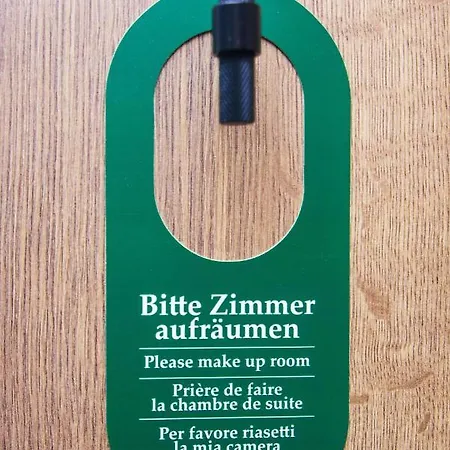 Bitte Zimmer
aufräumen
Please make up room
Prière de faire
la chambre de suite
Per favore riasetti
la mia camera